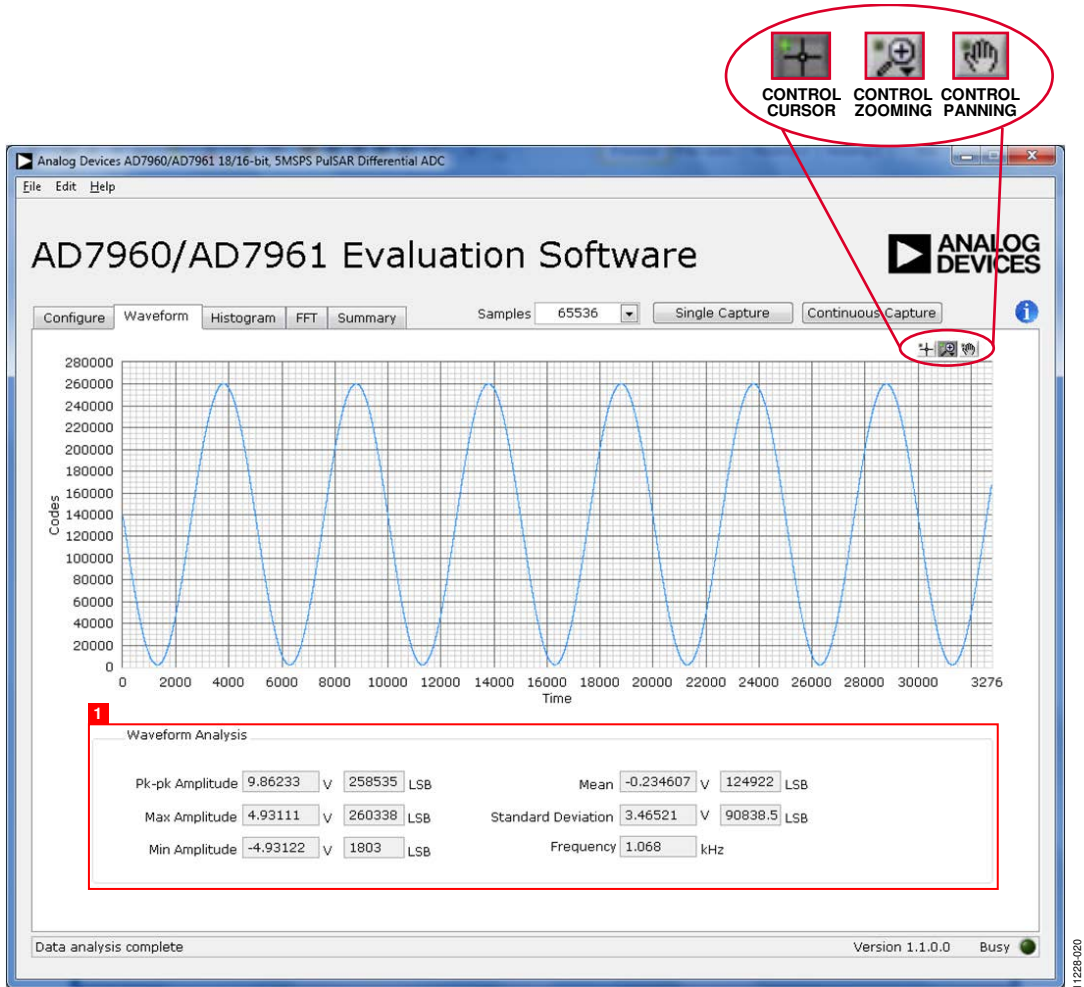 CONTROL CURSOR
CONTROL ZOOMING
CONTROL PANNING
Analog Devices AD7960/AD7961 18/16-bit, 5MSPS PulSAR Differential ADC
File Edit Help
AD7960/AD7961 Evaluation Software
ANALOG DEVICES
Configure Waveform Histogram FFT Summary Samples 65536 Single Capture Continuous Capture
280000
260000
240000
220000
200000
180000
160000
140000
120000
100000
80000
60000
40000
20000
0
Codes
0 2000 4000 6000 8000 10000 12000 14000 16000 18000 20000 22000 24000 26000 28000 30000 3276
Time
1
Waveform Analysis
Pk-pk Amplitude 9.86233 V 258535 LSB Mean -0.234607 V 124922 LSB
Max Amplitude 4.93111 V 260338 LSB Standard Deviation 3.46521 V 90838.5 LSB
Min Amplitude -4.93122 V 1803 LSB Frequency 1.068 kHz
Data analysis complete Version 1.1.0.0 Busy
11228-020